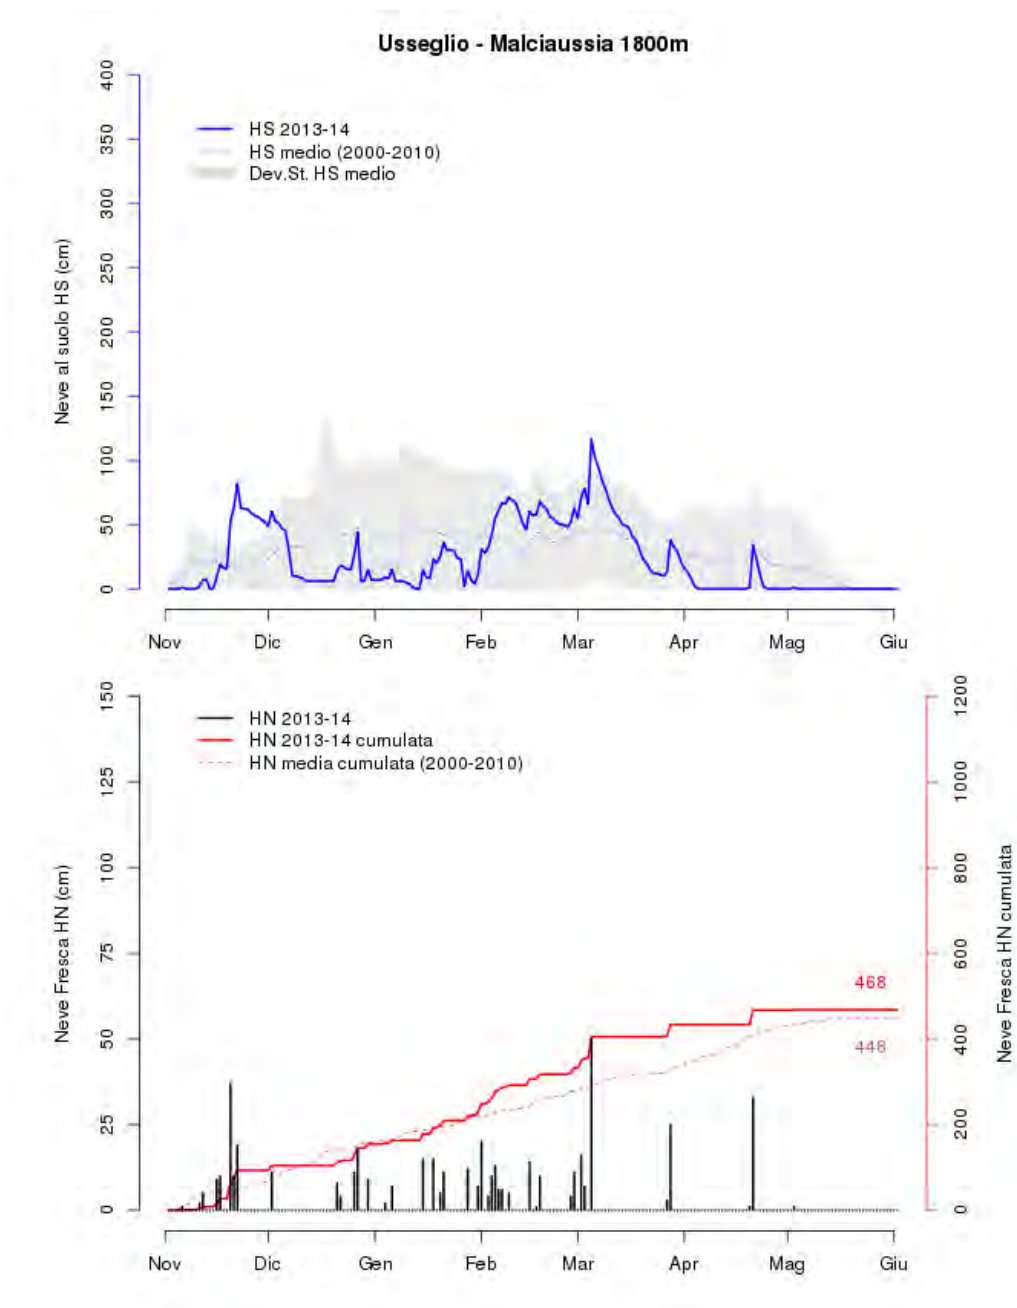 Usseglio - Malciaussia 1800m
400
350
300
250
200
150
100
50
0
Neve al suolo HS (cm)
HS 2013-14
HS medio (2000-2010)
Dev.St. HS medio
Nov Dic Gen Feb Mar Apr Mag Giu
150
125
100
75
50
25
0
Neve Fresca HN (cm)
HN 2013-14
HN 2013-14 cumulata
HN media cumulata (2000-2010)
468
448
1200
1000
800
600
400
200
0
Neve Fresca HN cumulata
Nov Dic Gen Feb Mar Apr Mag Giu